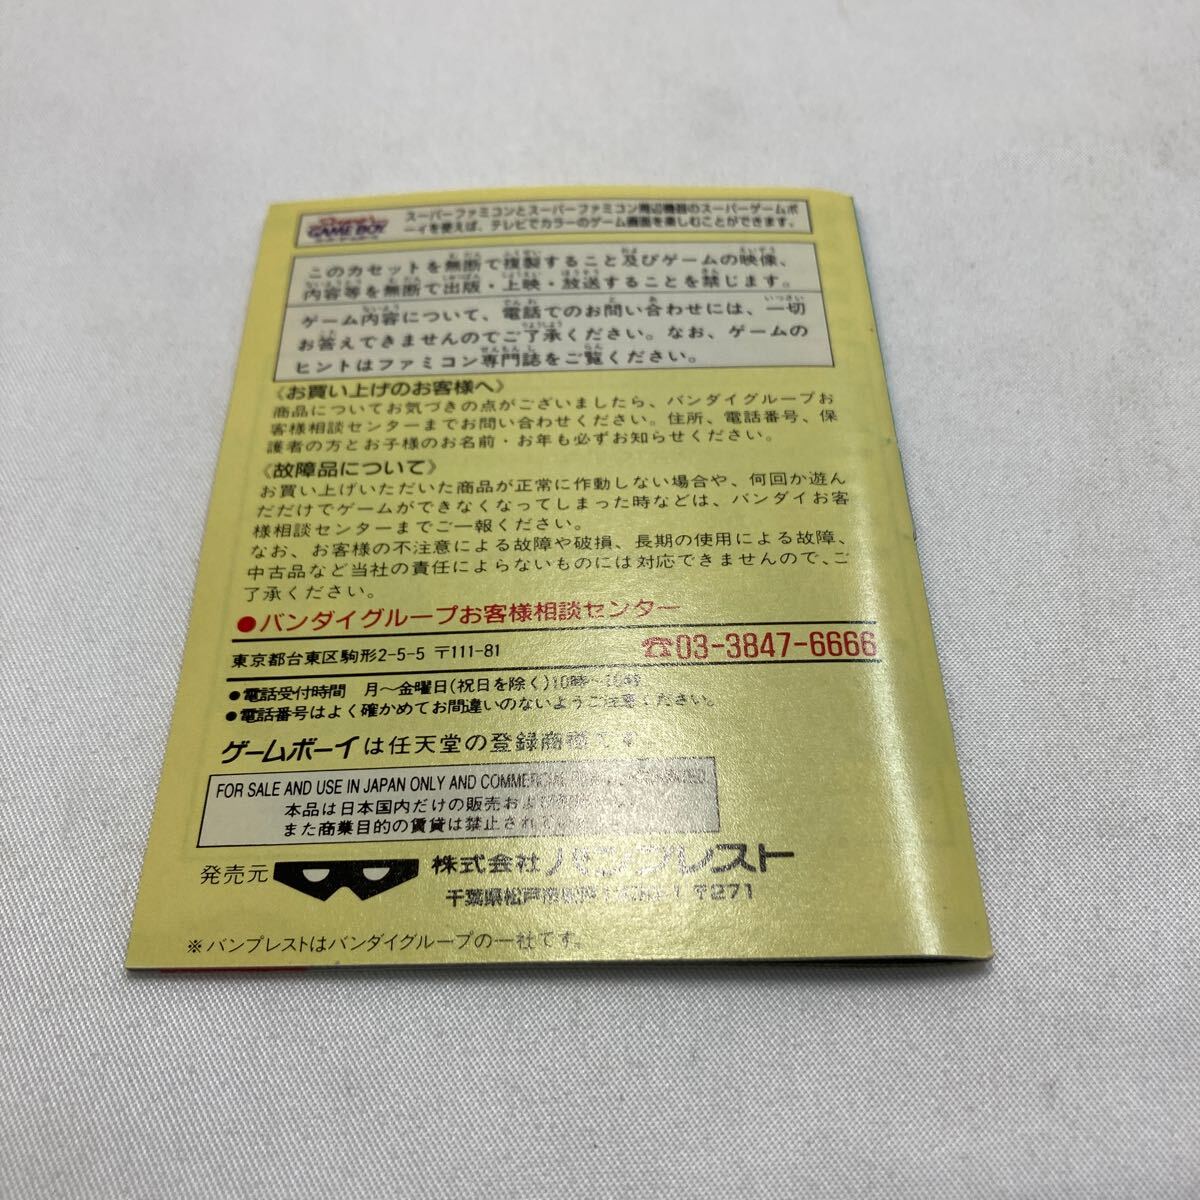 Super
GAME BOY
スーパーファミコンとスーパーファミコン周辺機器のスーパーゲームボ
ーイを使えば、テレビでカラーのゲーム画面を楽しむことができます。
このカセットを無断で複製すること及びゲームの映像、
内容等を無断で出版・上映・放送することを禁じます。
ゲーム内容について、電話でのお問い合わせには、一切
お答えできませんのでご了承ください。なお、ゲームの
ヒントはファミコン専門誌をご覧ください。
《お買い上げのお客様へ》
商品についてお気づきの点がございましたら、バンダイグループお
客様相談センターまでお問い合わせください。住所、電話番号、保
護者の方とお子様のお名前・お年も必ずお知らせください。
《故障品について》
お買い上げいただいた商品が正常に作動しない場合や、何回か遊ん
だだけでゲームができなくなってしまった時などは、バンダイお客
様相談センターまでご一報ください。
なお、お客様の不注意による故障や破損、長期の使用による故障、
中古品など当社の責任によらないものには対応できませんので、ご
了承ください。
●バンダイグループお客様相談センター
東京都台東区駒形2-5-5 〒111-81 ☎03-3847-6666
●電話受付時間 月〜金曜日(祝日を除く)10時〜16時
●電話番号はよく確かめてお間違いのないようご注意ください。
ゲームボーイは任天堂の登録商標です。
FOR SALE AND USE IN JAPAN ONLY AND COMMERCIAL
本品は日本国内だけの販売および
また商業目的の賃貸は禁止されて
発売元 株式会社 バンプレスト
千葉県松戸市 〒271
※バンプレストはバンダイグループの一社です。